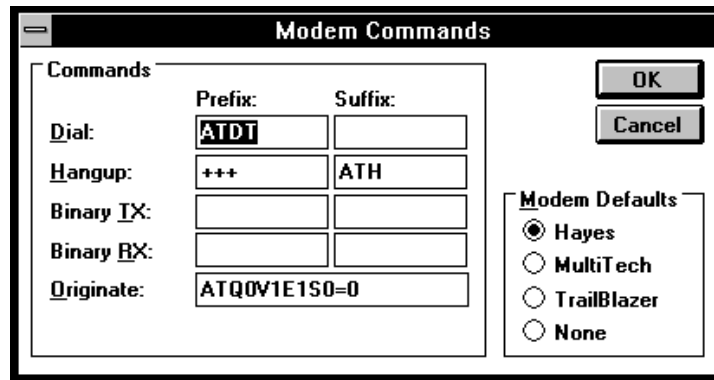 Modem Commands
Commands
Prefix: Suffix:
Dial: ATDT
Hangup: +++ ATH
Binary TX:
Binary RX:
Originate: ATQ0V1E1S0=0
OK
Cancel
Modem Defaults
Hayes
MultiTech
TrailBlazer
None